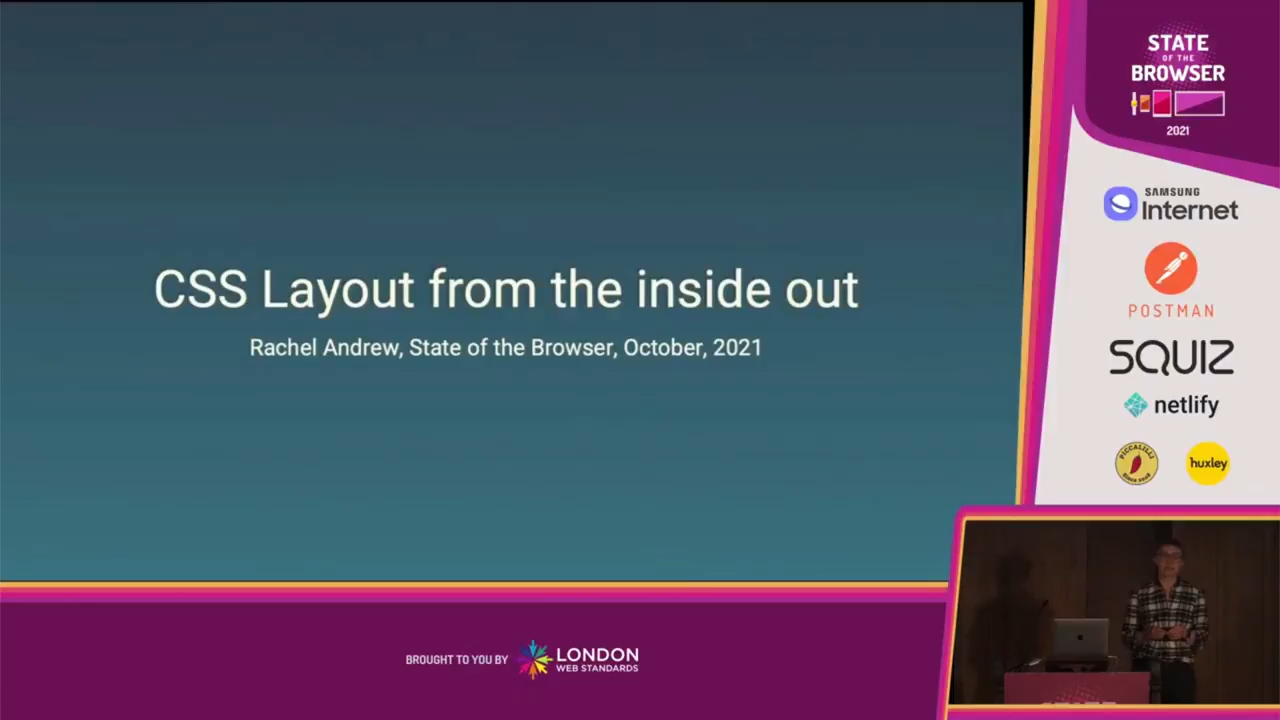 CSS Layout from the inside out
Rachel Andrew, State of the Browser, October, 2021
STATE
OF THE
BROWSER
2021
SAMSUNG
Internet
POSTMAN
SQUIZ
netlify
PICCALILLI
huxley
BROUGHT TO YOU BY
LONDON
WEB STANDARDS